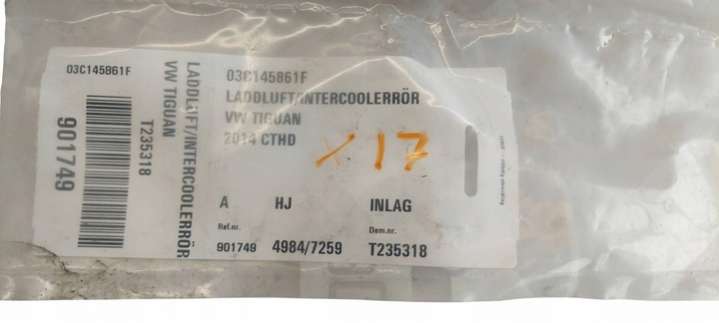 03C145861F
LADDLUFT/INTERCOOLERRÖR
VW TIGUAN
T235318
901749
03C145861F
LADDLUFT/INTERCOOLERRÖR
VW TIGUAN
2014 CTHD
X 17
A HJ INLAG
Ref.nr. Dem.nr.
901749 4984/7259 T235318